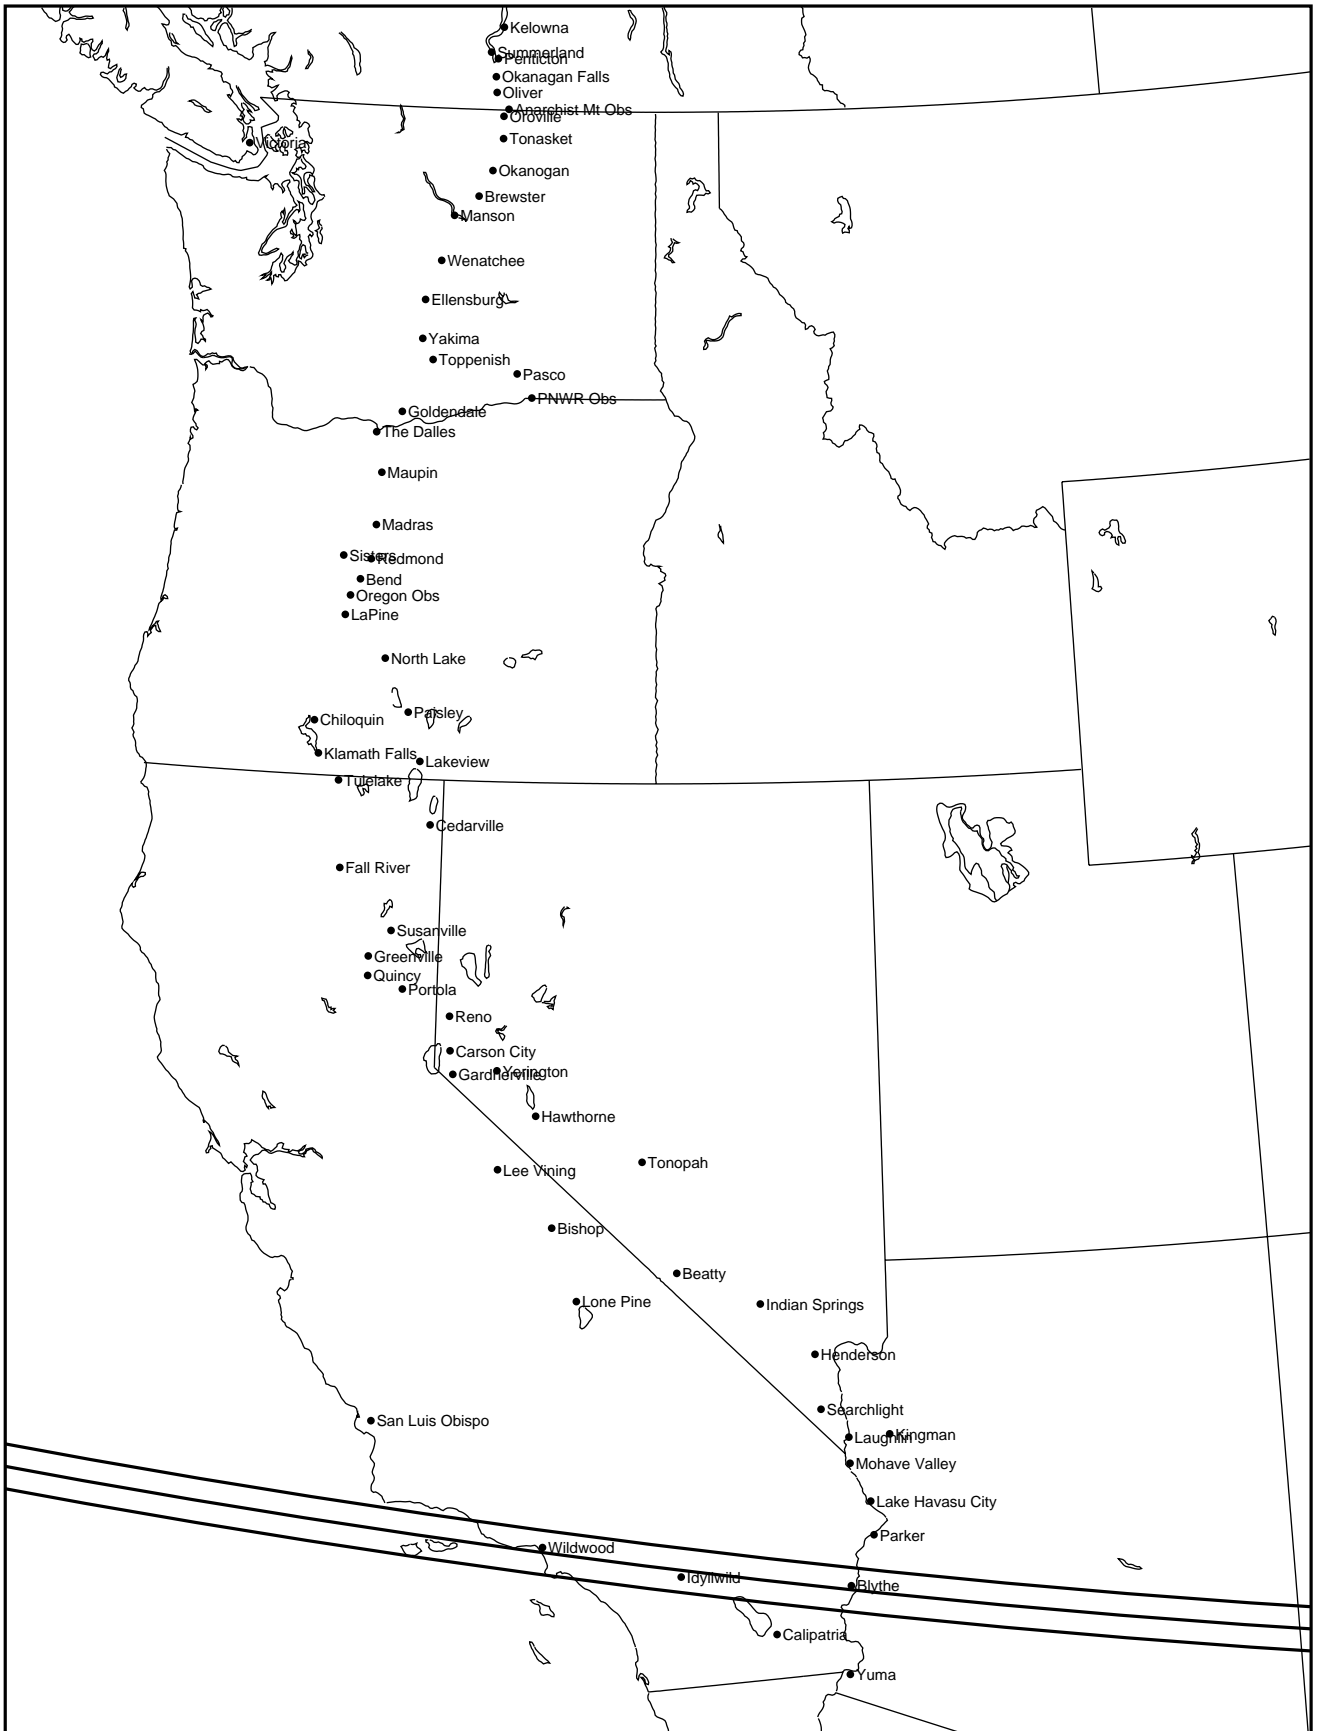 Kelowna
Summerland
Penticton
Okanagan Falls
Oliver
Anarchist Mt Obs
Oroville
Tonasket
Victoria
Okanogan
Brewster
Manson
Wenatchee
Ellensburg
Yakima
Toppenish
Pasco
PNWR Obs
Goldendale
The Dalles
Maupin
Madras
Sisters
Redmond
Bend
Oregon Obs
LaPine
North Lake
Paisley
Chiloquin
Klamath Falls
Lakeview
Tulelake
Cedarville
Fall River
Susanville
Greenville
Quincy
Portola
Reno
Carson City
Yerington
Gardnerville
Hawthorne
Tonopah
Lee Vining
Bishop
Beatty
Lone Pine
Indian Springs
Henderson
Searchlight
San Luis Obispo
Kingman
Laughlin
Mohave Valley
Lake Havasu City
Parker
Wildwood
Idyllwild
Blythe
Calipatria
Yuma